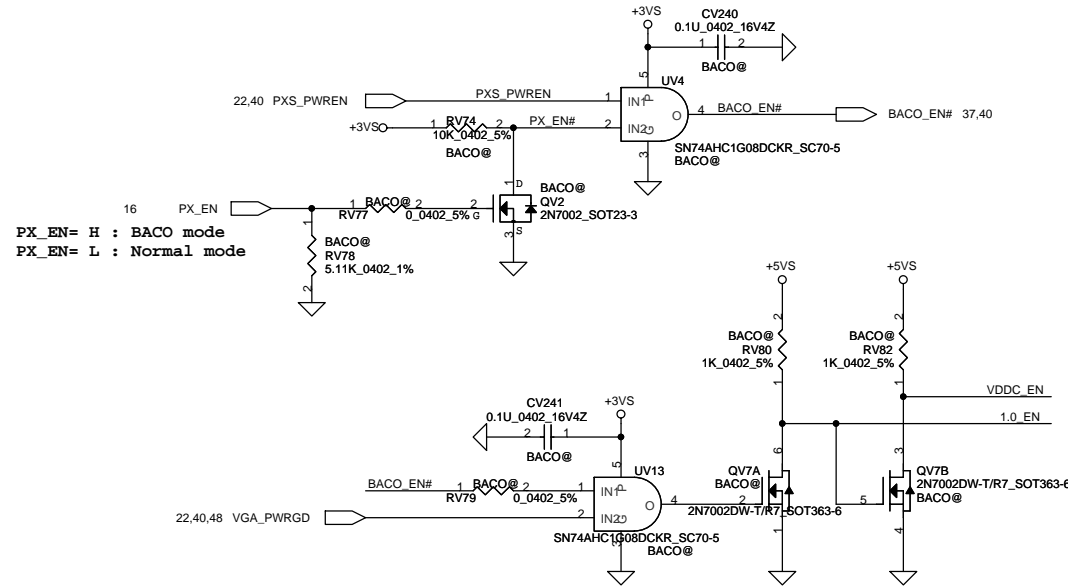 +3VS
CV240
0.1U_0402_16V4Z
1 2
BACO@
5
UV4
22,40 PXS_PWREN
PXS_PWREN
1
IN1
P
O
4
BACO_EN#
BACO_EN# 37,40
+3VS
RV74
1 2
10K_0402_5%
BACO@
PX_EN#
2
IN2
G
3
SN74AHC1G08DCKR_SC70-5
BACO@
1
D
BACO@
QV2
2N7002_SOT23-3
16 PX_EN
1 BACO@ 2
RV77 0_0402_5%
2
G
3
S
PX_EN= H : BACO mode
PX_EN= L : Normal mode
1
BACO@
RV78
5.11K_0402_1%
2
+5VS
+5VS
2
BACO@
RV80
1K_0402_5%
1
2
BACO@
RV82
1K_0402_5%
1
VDDC_EN
1.0_EN
CV241
0.1U_0402_16V4Z
2 1
BACO@
+3VS
5
UV13
BACO_EN#
1 BACO@ 2
RV79 0_0402_5%
1
IN1
P
O
4
22,40,48 VGA_PWRGD
2
IN2
G
3
SN74AHC1G08DCKR_SC70-5
BACO@
6
QV7A
BACO@
2
2N7002DW-T/R7_SOT363-6
1
3
QV7B
2N7002DW-T/R7_SOT363-6
BACO@
5
4